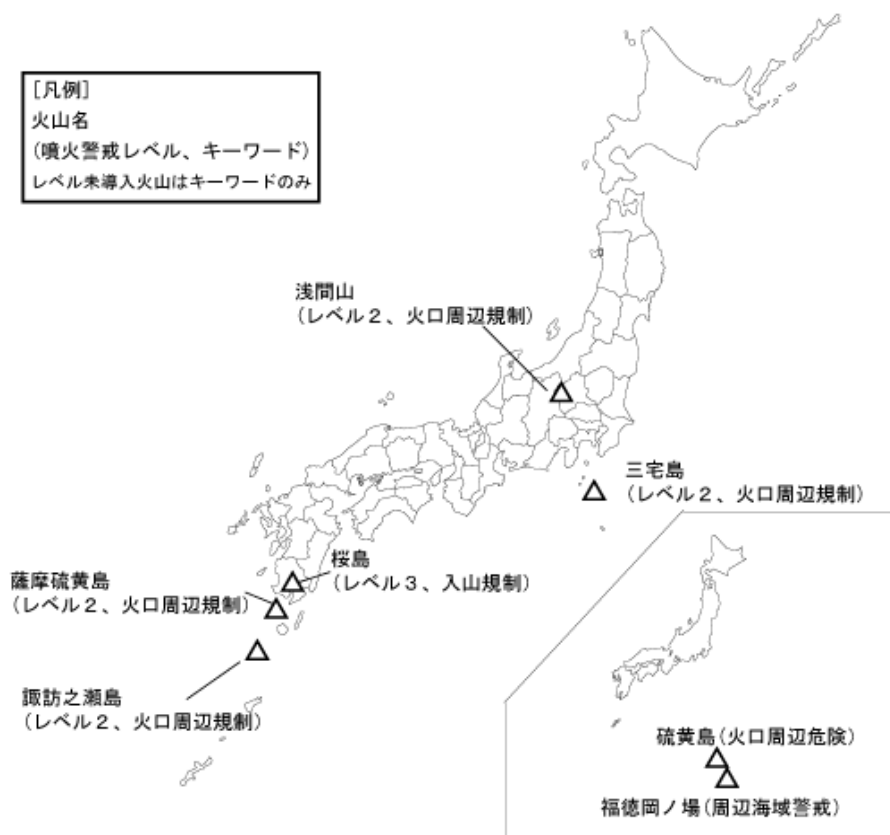 ［凡例］
火山名
（噴火警戒レベル、キーワード）
レベル未導入火山はキーワードのみ
浅間山
（レベル２、火口周辺規制）
三宅島
（レベル２、火口周辺規制）
桜島
（レベル３、入山規制）
薩摩硫黄島
（レベル２、火口周辺規制）
諏訪之瀬島
（レベル２、火口周辺規制）
硫黄島（火口周辺危険）
福徳岡ノ場（周辺海域警戒）